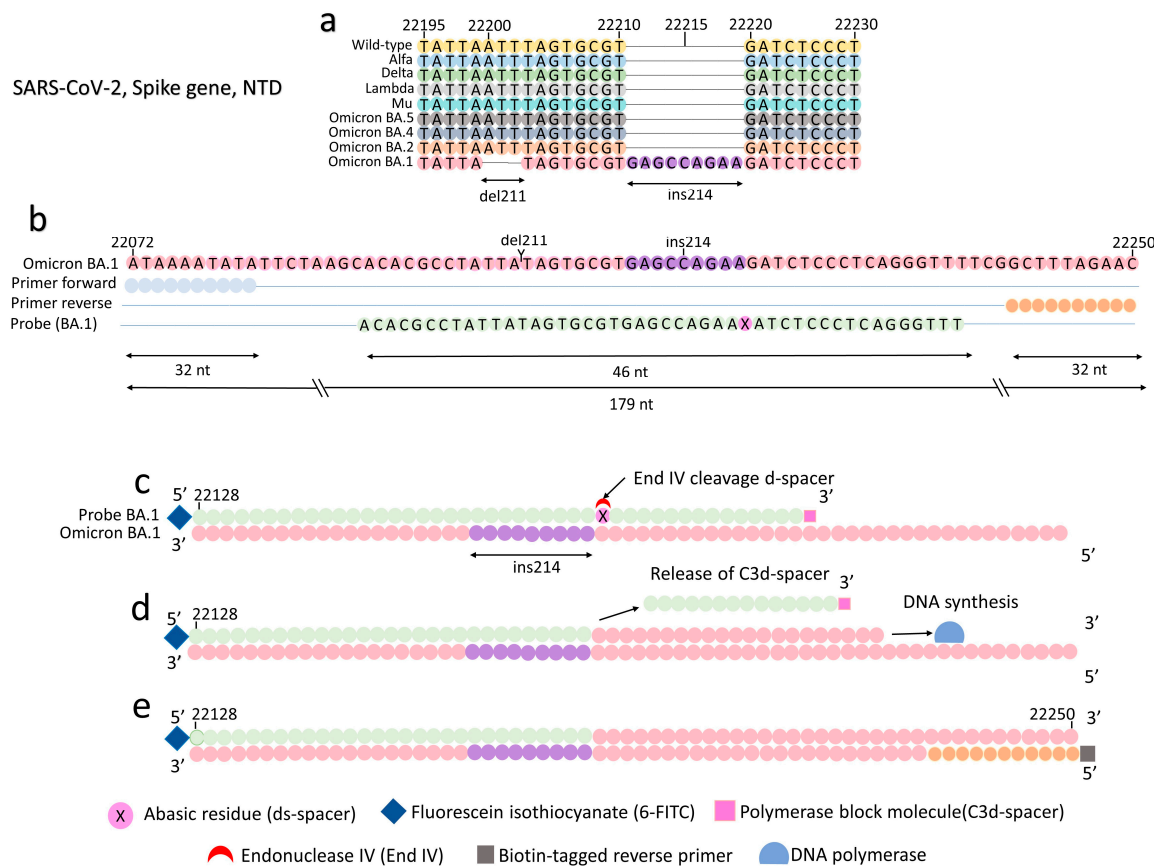 a
22195 22200 22210 22215 22220 22230
SARS-CoV-2, Spike gene, NTD
Wild-type TATTAATTTAGTGCGT GATCTCCCT
Alfa TATTAATTTAGTGCGT GATCTCCCT
Delta TATTAATTTAGTGCGT GATCTCCCT
Lambda TATTAATTTAGTGCGT GATCTCCCT
Mu TATTAATTTAGTGCGT GATCTCCCT
Omicron BA.5 TATTAATTTAGTGCGT GATCTCCCT
Omicron BA.4 TATTAATTTAGTGCGT GATCTCCCT
Omicron BA.2 TATTAATTTAGTGCGT GATCTCCCT
Omicron BA.1 TATTA TAGTGCGTGAGCCAGAAGATCTCCCT
del211 ins214
b
22072 del211 ins214 22250
Y
Omicron BA.1 ATAAAATATATTCTAAGCACACGCCTATTATAGTGCGTGAGCCAGAAGATCTCCCTCAGGGTTTTCGGCTTTAGAAC
Primer forward
Primer reverse
Probe (BA.1) ACACGCCTATTATAGTGCGTGAGCCAGAAXATCTCCCTCAGGGTTT
32 nt 46 nt 32 nt
179 nt
c
End IV cleavage d-spacer
5’ 22128 3’
Probe BA.1 X
Omicron BA.1
3’ 5’
ins214
Release of C3d-spacer
d
3’ DNA synthesis
5’ 22128 3’
3’ 5’
e
5’ 22128 22250 3’
3’ 5’
X Abasic residue (ds-spacer) Fluorescein isothiocyanate (6-FITC) Polymerase block molecule(C3d-spacer)
Endonuclease IV (End IV) Biotin-tagged reverse primer DNA polymerase